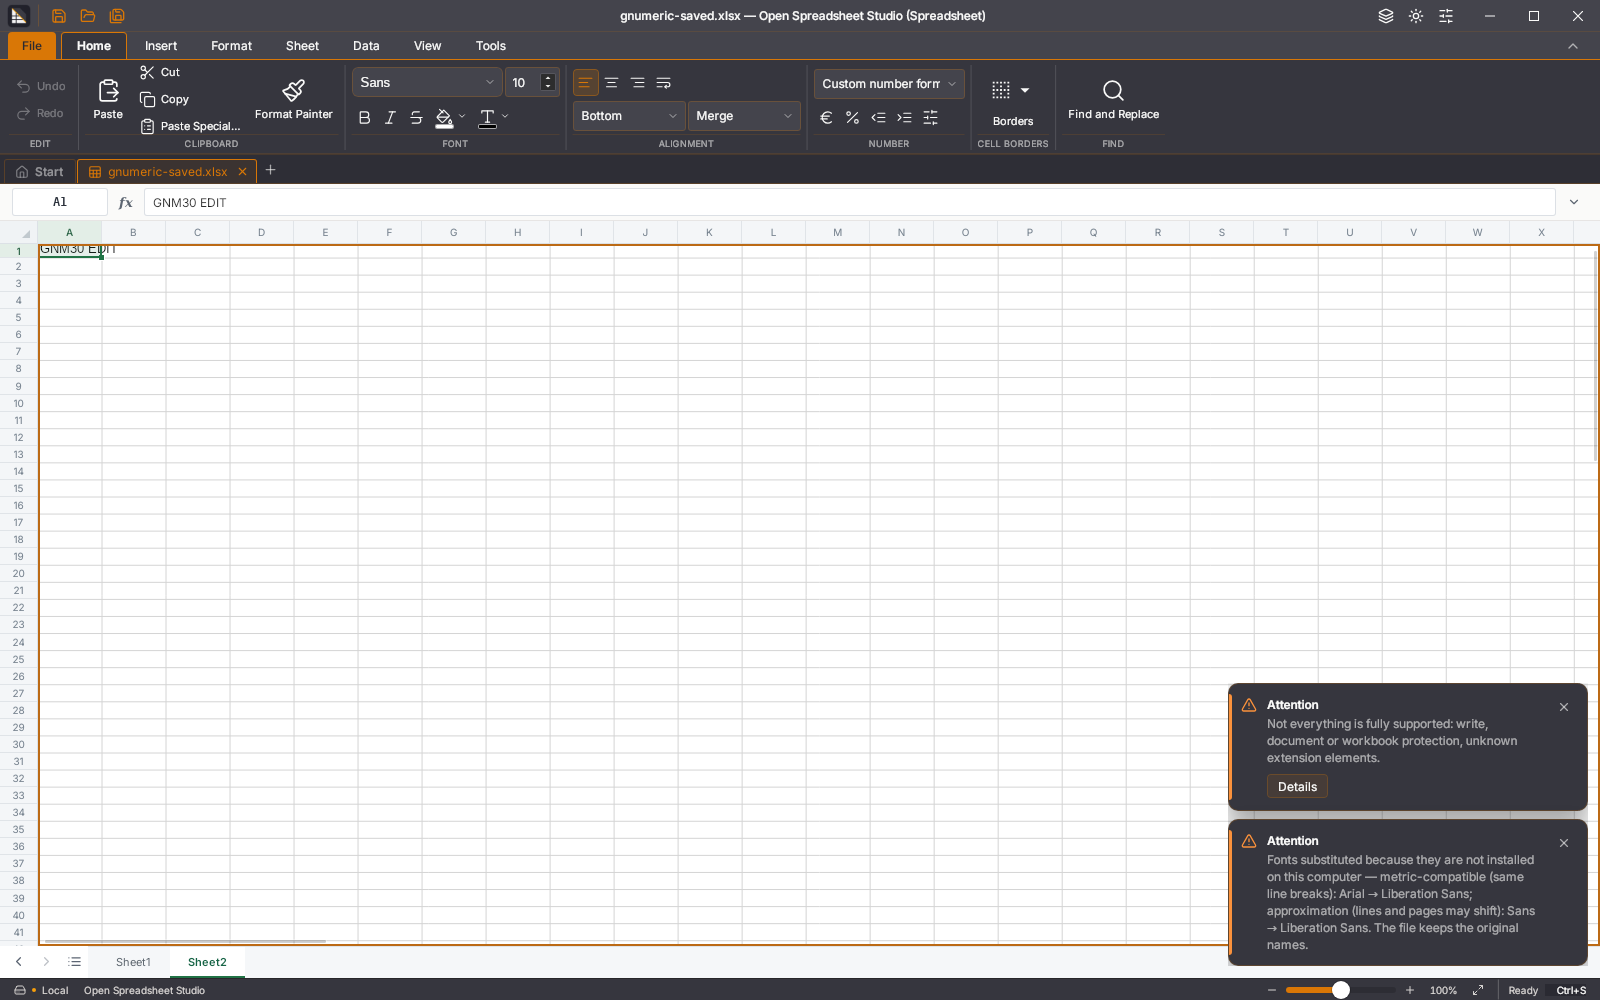 gnumeric-saved.xlsx — Open Spreadsheet Studio (Spreadsheet)
File Home Insert Format Sheet Data View Tools
Undo
Redo
EDIT
Paste
Cut
Copy
Paste Special...
Format Painter
CLIPBOARD
Sans 10
B I S T
FONT
Bottom Merge
ALIGNMENT
Custom number form
€ %
NUMBER
Borders
CELL BORDERS
Find and Replace
FIND
Start gnumeric-saved.xlsx
A1 fx GNM30 EDIT
A B C D E F G H I J K L M N O P Q R S T U V W X
1 GNM30 EDIT
2
3
4
5
6
7
8
9
10
11
12
13
14
15
16
17
18
19
20
21
22
23
24
25
26
27
28
29
30
31
32
33
34
35
36
37
38
39
40
41
Attention
Not everything is fully supported: write,
document or workbook protection, unknown
extension elements.
Details
Attention
Fonts substituted because they are not installed
on this computer — metric-compatible (same
line breaks): Arial → Liberation Sans;
approximation (lines and pages may shift): Sans
→ Liberation Sans. The file keeps the original
names.
Sheet1 Sheet2
Local Open Spreadsheet Studio 100% Ready Ctrl+S